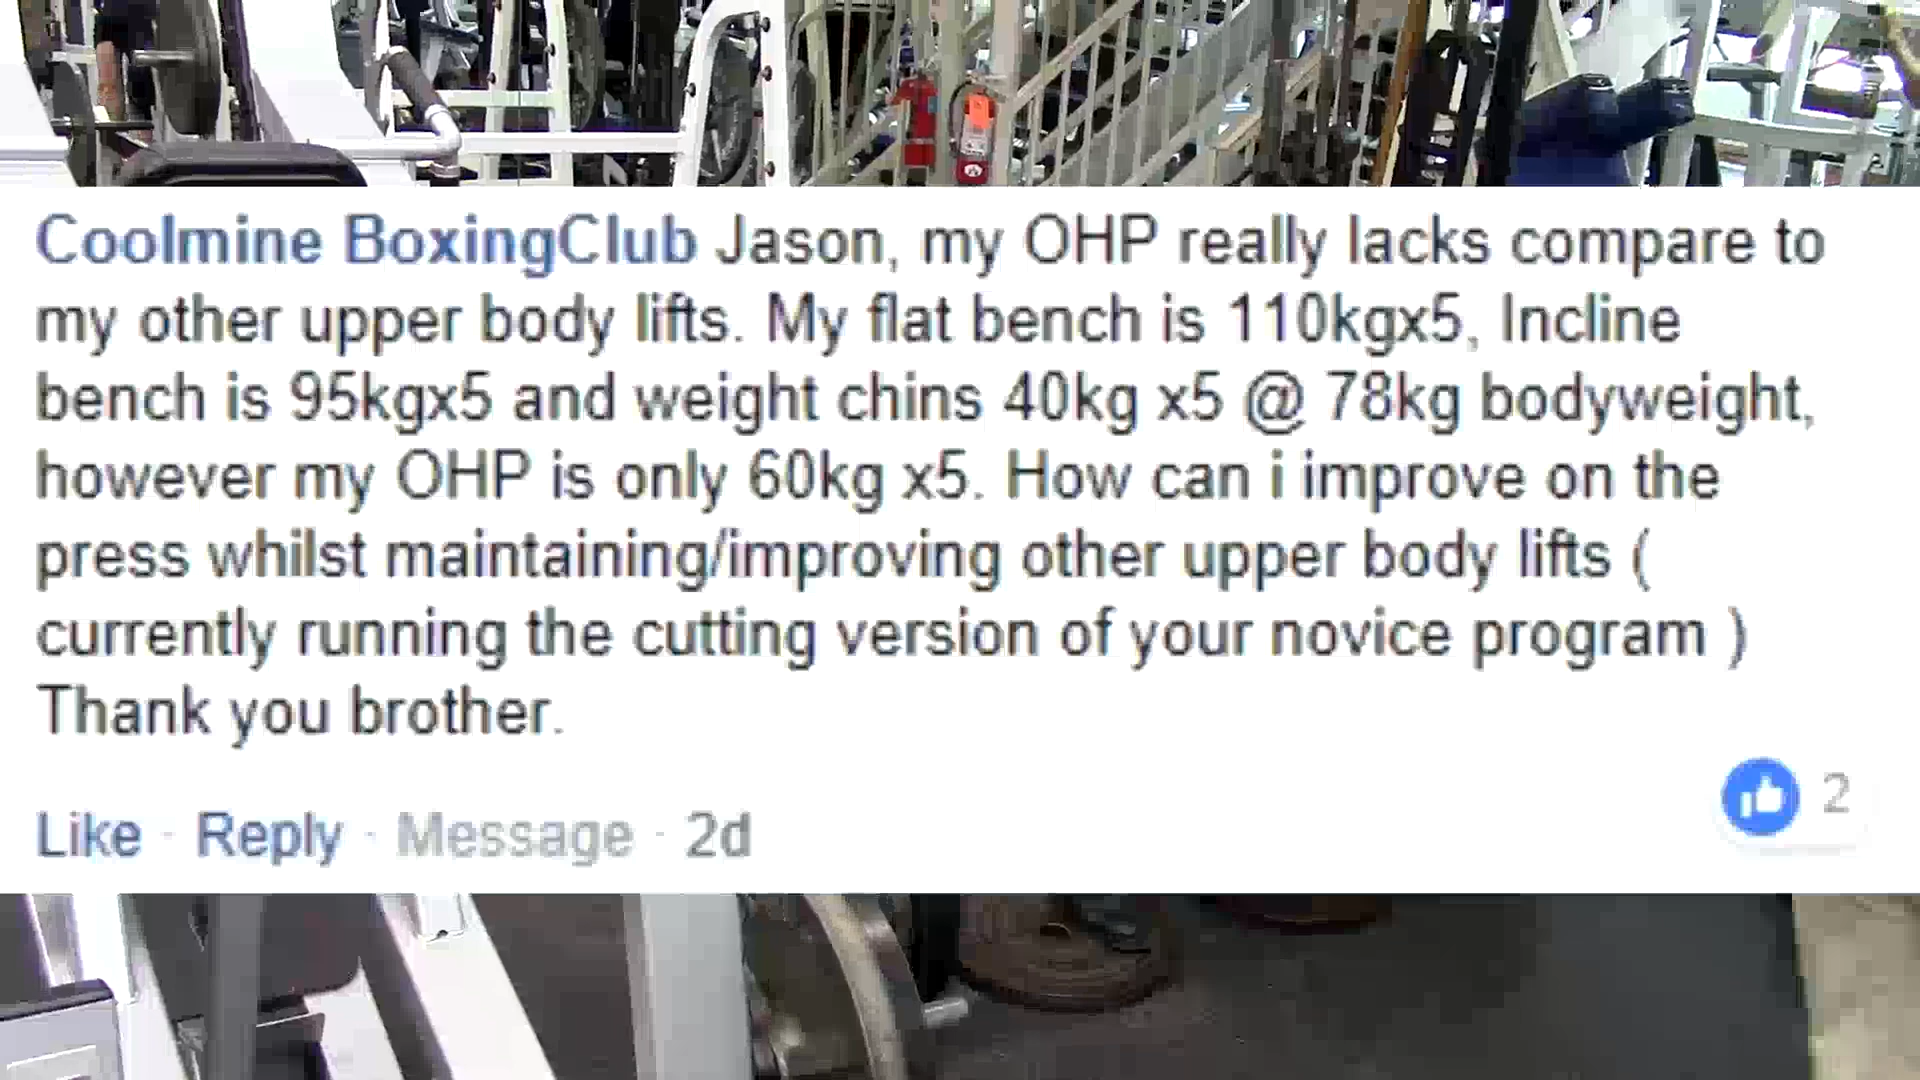 Coolmine BoxingClub Jason, my OHP really lacks compare to
my other upper body lifts. My flat bench is 110kgx5, Incline
bench is 95kgx5 and weight chins 40kg x5 @ 78kg bodyweight,
however my OHP is only 60kg x5. How can i improve on the
press whilst maintaining/improving other upper body lifts (
currently running the cutting version of your novice program )
Thank you brother.
Like · Reply · Message · 2d
2